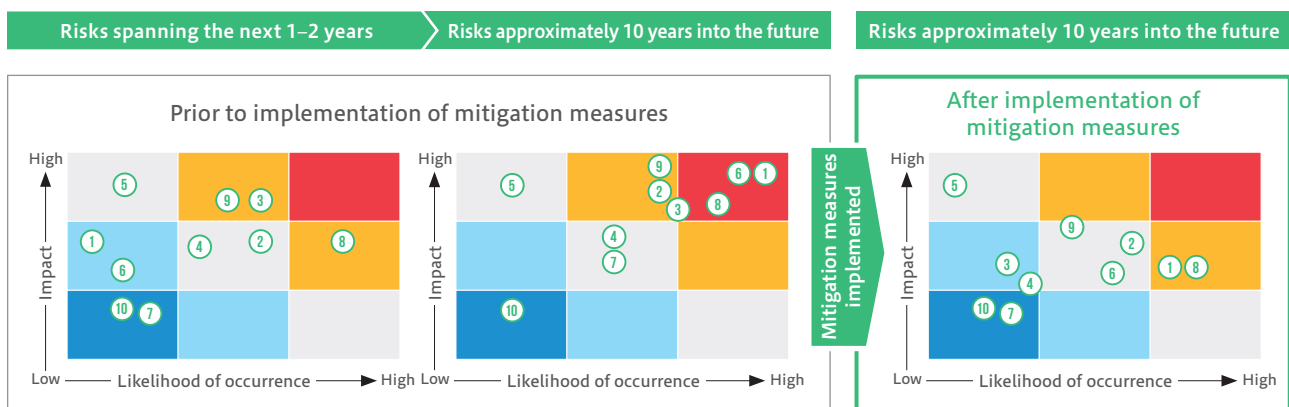 Risks spanning the next 1–2 years
Risks approximately 10 years into the future
Risks approximately 10 years into the future
Prior to implementation of mitigation measures
After implementation of
mitigation measures
High
Impact
5
9
3
1
4
2
8
6
10
7
Low
Likelihood of occurrence
High
High
Impact
9
6
1
5
2
3
8
4
7
10
Low
Likelihood of occurrence
High
Mitigation measures
implemented
High
Impact
5
9
2
3
6
1
8
4
10
7
Low
Likelihood of occurrence
High